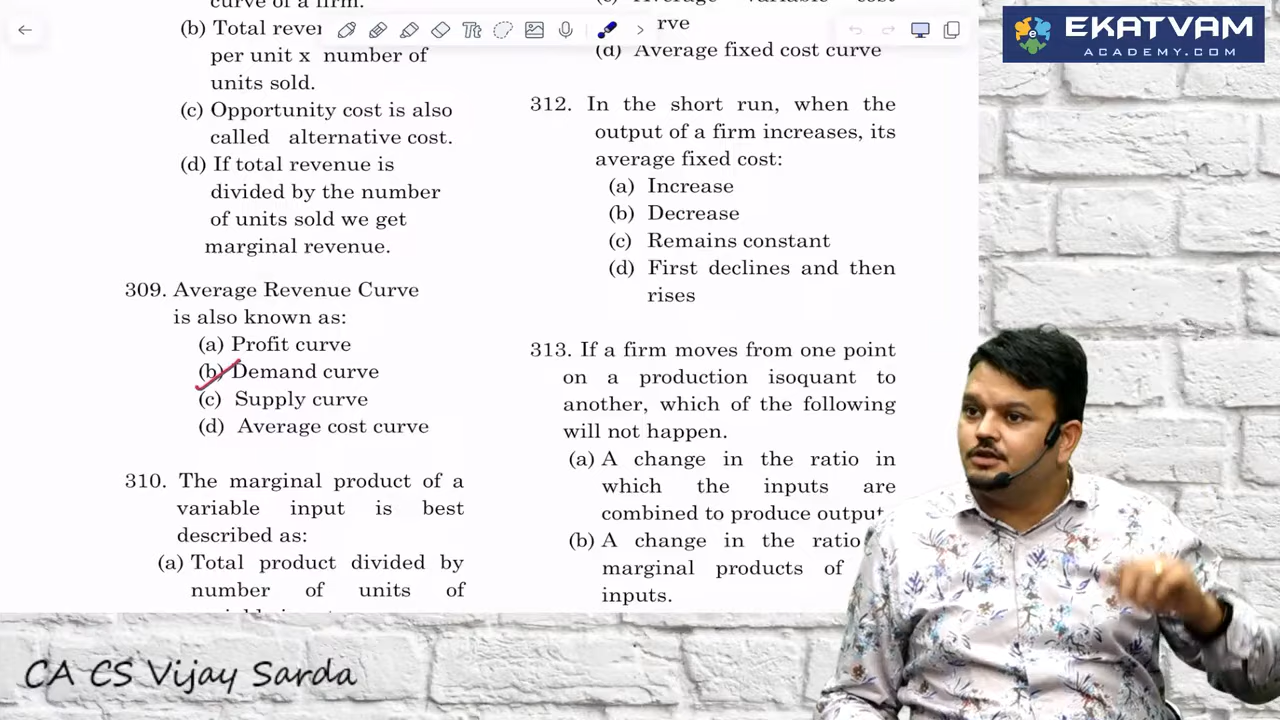 curve of a firm.
(b) Total rever
per unit x number of
units sold.
(c) Opportunity cost is also
called alternative cost.
(d) If total revenue is
divided by the number
of units sold we get
marginal revenue.
309. Average Revenue Curve
is also known as:
(a) Profit curve
(b) Demand curve
(c) Supply curve
(d) Average cost curve
310. The marginal product of a
variable input is best
described as:
(a) Total product divided by
number of units of
rve
(d) Average fixed cost curve
312. In the short run, when the
output of a firm increases, its
average fixed cost:
(a) Increase
(b) Decrease
(c) Remains constant
(d) First declines and then
rises
313. If a firm moves from one point
on a production isoquant to
another, which of the following
will not happen.
(a) A change in the ratio in
which the inputs are
combined to produce output
(b) A change in the ratio
marginal products of
inputs.
Tt
e
EKATVAM
ACADEMY.COM
CA CS Vijay Sarda